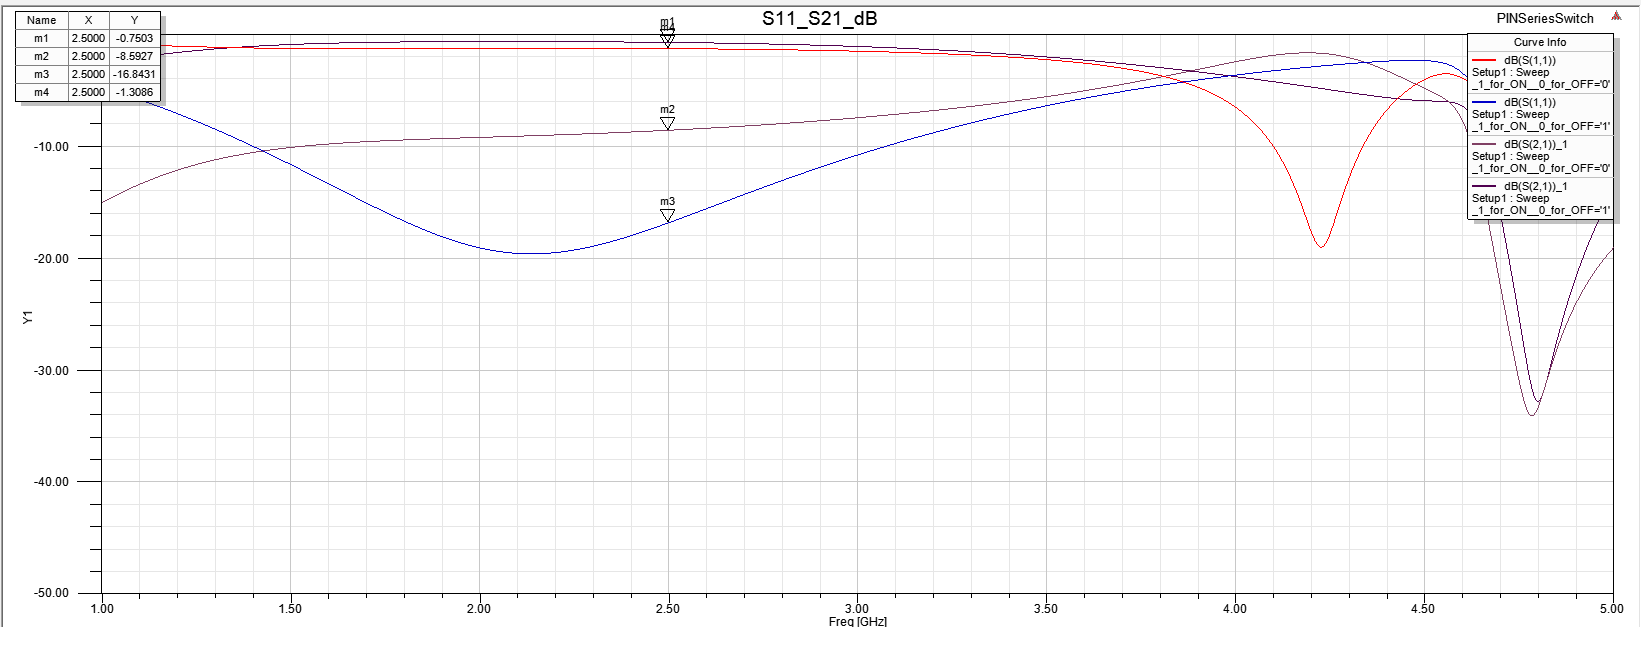 S11_S21_dB
PINSeriesSwitch
Name X Y
m1 2.5000 -0.7503
m2 2.5000 -8.5927
m3 2.5000 -16.8431
m4 2.5000 -1.3086
m1
m4
m2
m3
Curve Info
dB(S(1,1))
Setup1 : Sweep
_1_for_ON__0_for_OFF='0'
dB(S(1,1))
Setup1 : Sweep
_1_for_ON__0_for_OFF='1'
dB(S(2,1))_1
Setup1 : Sweep
_1_for_ON__0_for_OFF='0'
dB(S(2,1))_1
Setup1 : Sweep
_1_for_ON__0_for_OFF='1'
-10.00
-20.00
-30.00
-40.00
-50.00
Y1
1.00 1.50 2.00 2.50 3.00 3.50 4.00 4.50 5.00
Freq [GHz]